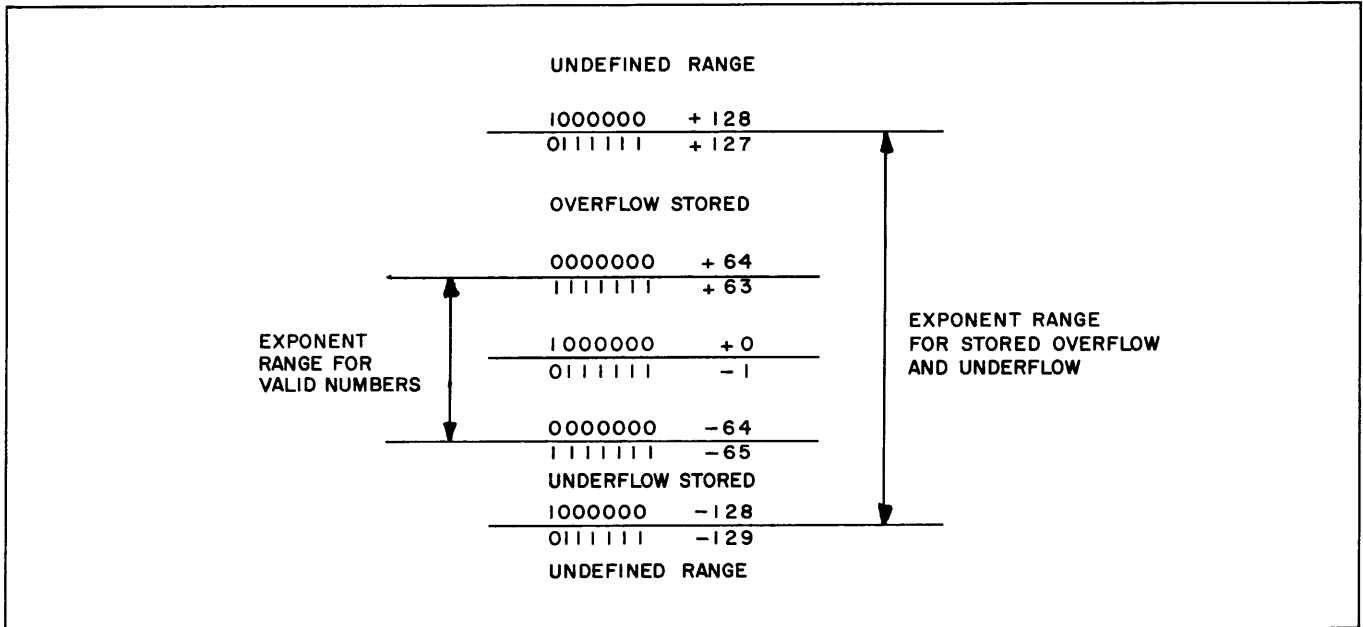 UNDEFINED RANGE
1000000 +128
0111111 +127
OVERFLOW STORED
0000000 +64
1111111 +63
EXPONENT
RANGE FOR
VALID NUMBERS
1000000 +0
0111111 -1
EXPONENT RANGE
FOR STORED OVERFLOW
AND UNDERFLOW
0000000 -64
1111111 -65
UNDERFLOW STORED
1000000 -128
0111111 -129
UNDEFINED RANGE